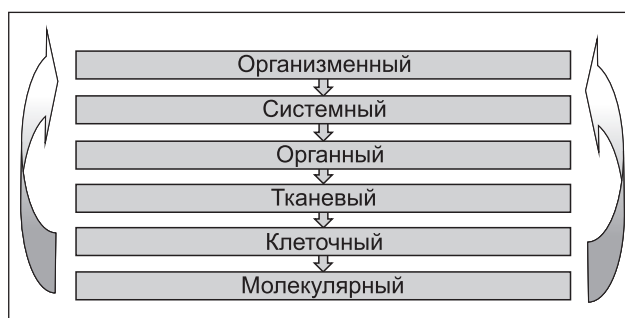 Организменный
Системный
Органный
Тканевый
Клеточный
Молекулярный